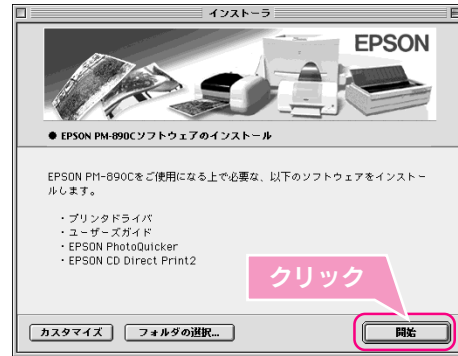 インストーラ
EPSON
● EPSON PM-890Cソフトウェアのインストール
EPSON PM-890Cをご使用になる上で必要な、以下のソフトウェアをインストー
ルします。
・プリンタドライバ
・ユーザーズガイド
・EPSON PhotoQuicker
・EPSON CD Direct Print2
クリック
カスタマイズ
フォルダの選択...
開始